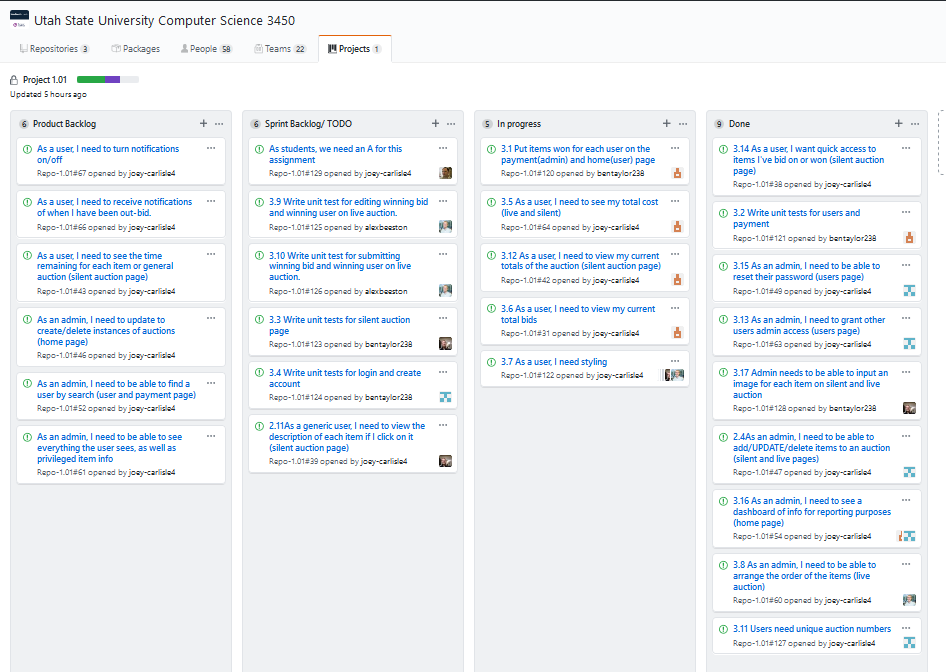 Utah State University Computer Science 3450
Repositories 3
Packages
People 58
Teams 22
Projects 1
Project 1.01
Updated 5 hours ago
6 Product Backlog
As a user, I need to turn notifications
on/off
Repo-1.01#67 opened by joey-carlisle4
As a user, I need to receive notifications
of when I have been out-bid.
Repo-1.01#66 opened by joey-carlisle4
As a user, I need to see the time
remaining for each item or general
auction (silent auction page)
Repo-1.01#43 opened by joey-carlisle4
As an admin, I need to update to
create/delete instances of auctions
(home page)
Repo-1.01#46 opened by joey-carlisle4
As an admin, I need to be able to find a
user by search (user and payment page)
Repo-1.01#52 opened by joey-carlisle4
As an admin, I need to be able to see
everything the user sees, as well as
privileged item info
Repo-1.01#61 opened by joey-carlisle4
6 Sprint Backlog/ TODO
As students, we need an A for this
assignment
Repo-1.01#129 opened by joey-carlisle4
3.9 Write unit test for editing winning bid
and winning user on live auction.
Repo-1.01#125 opened by alexbeeston
3.10 Write unit test for submitting
winning bid and winning user on live
auction.
Repo-1.01#126 opened by alexbeeston
3.3 Write unit tests for silent auction
page
Repo-1.01#123 opened by bentaylor238
3.4 Write unit tests for login and create
account
Repo-1.01#124 opened by bentaylor238
2.11As a generic user, I need to view the
description of each item if I click on it
(silent auction page)
Repo-1.01#39 opened by joey-carlisle4
5 In progress
3.1 Put items won for each user on the
payment(admin) and home(user) page
Repo-1.01#120 opened by bentaylor238
3.5 As a user, I need to see my total cost
(live and silent)
Repo-1.01#64 opened by joey-carlisle4
3.12 As a user, I need to view my current
totals of the auction (silent auction page)
Repo-1.01#42 opened by joey-carlisle4
3.6 As a user, I need to view my current
total bids
Repo-1.01#31 opened by joey-carlisle4
3.7 As a user, I need styling
Repo-1.01#122 opened by joey-carlisle4
9 Done
3.14 As a user, I want quick access to
items I've bid on or won (silent auction
page)
Repo-1.01#38 opened by joey-carlisle4
3.2 Write unit tests for users and
payment
Repo-1.01#121 opened by bentaylor238
3.15 As an admin, I need to be able to
reset their password (users page)
Repo-1.01#49 opened by joey-carlisle4
3.13 As an admin, I need to grant other
users admin access (users page)
Repo-1.01#63 opened by joey-carlisle4
3.17 Admin needs to be able to input an
image for each item on silent and live
auction
Repo-1.01#128 opened by bentaylor238
2.4As an admin, I need to be able to
add/UPDATE/delete items to an auction
(silent and live pages)
Repo-1.01#47 opened by joey-carlisle4
3.16 As an admin, I need to see a
dashboard of info for reporting purposes
(home page)
Repo-1.01#54 opened by joey-carlisle4
3.8 As an admin, I need to be able to
arrange the order of the items (live
auction)
Repo-1.01#60 opened by joey-carlisle4
3.11 Users need unique auction numbers
Repo-1.01#127 opened by joey-carlisle4